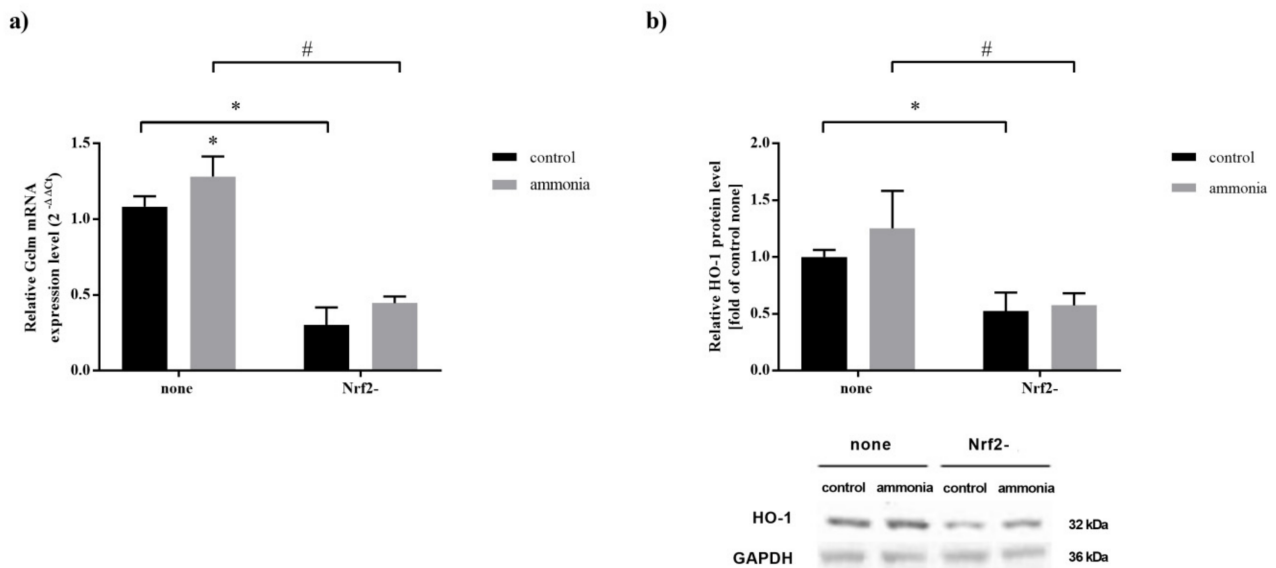 a)
#
*
*
Relative Gclm mRNA
expression level (2 -ΔΔCt)
1.5
1.0
0.5
0.0
none
Nrf2-
control
ammonia
b)
#
*
Relative HO-1 protein level
[fold of control none]
2.0
1.5
1.0
0.5
0.0
none
Nrf2-
control
ammonia
none Nrf2-
control ammonia control ammonia
HO-1 32 kDa
GAPDH 36 kDa